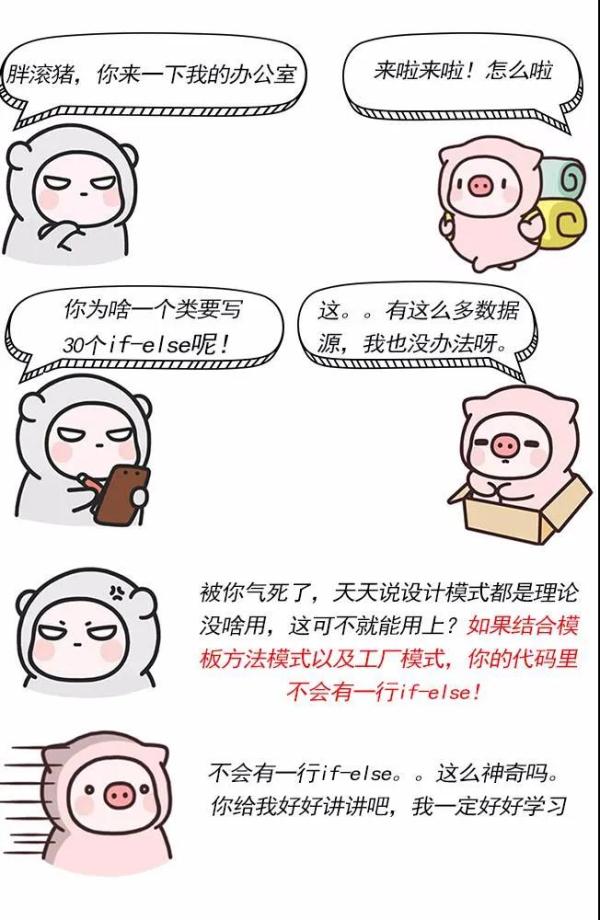 胖滚猪，你来一下我的办公室
来啦来啦！怎么啦
你为啥一个类要写
30个if-else呢！
这。。有这么多数据
源，我也没办法呀。
被你气死了，天天说设计模式都是理论
没啥用，这可不就能用上？如果结合模
板方法模式以及工厂模式，你的代码里
不会有一行if-else！
不会有一行if-else。。这么神奇吗。
你给我好好讲讲吧，我一定好好学习